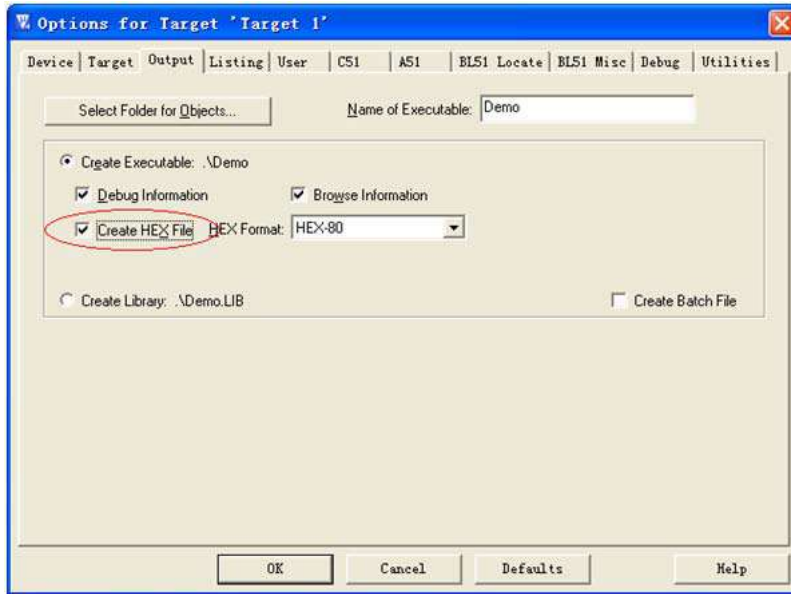 Options for Target 'Target 1'
Device Target Output Listing User C51 A51 BL51 Locate BL51 Misc Debug Utilities
Select Folder for Objects... Name of Executable: Demo
Create Executable: .\Demo
Debug Information Browse Information
Create HEX File HEX Format: HEX-80
Create Library: .\Demo.LIB Create Batch File
OK Cancel Defaults Help